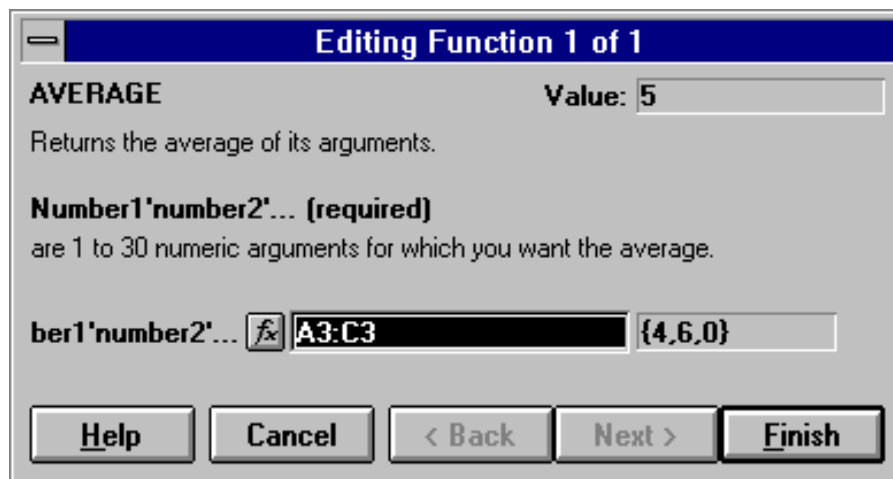 Editing Function 1 of 1
AVERAGE Value: 5
Returns the average of its arguments.
Number1'number2'... (required)
are 1 to 30 numeric arguments for which you want the average.
ber1'number2'... fx A3:C3 {4,6,0}
Help Cancel < Back Next > Finish